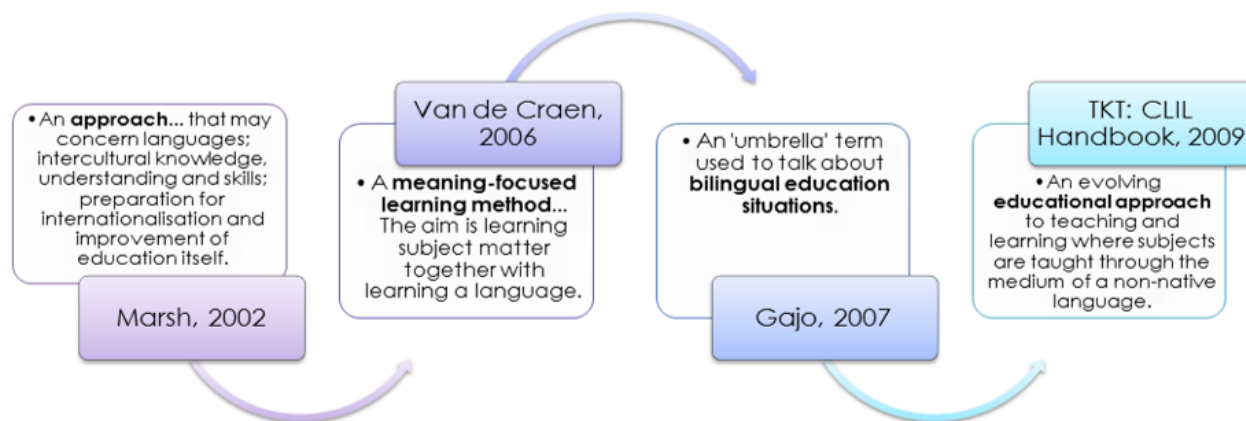 • An approach... that may
concern languages;
intercultural knowledge,
understanding and skills;
preparation for
internationalisation and
improvement of
education itself.
Marsh, 2002
Van de Craen,
2006
• A meaning-focused
learning method...
The aim is learning
subject matter
together with
learning a language.
• An 'umbrella' term
used to talk about
bilingual education
situations.
Gajo, 2007
TKT: CLIL
Handbook, 2009
• An evolving
educational approach
to teaching and
learning where subjects
are taught through the
medium of a non-native
language.